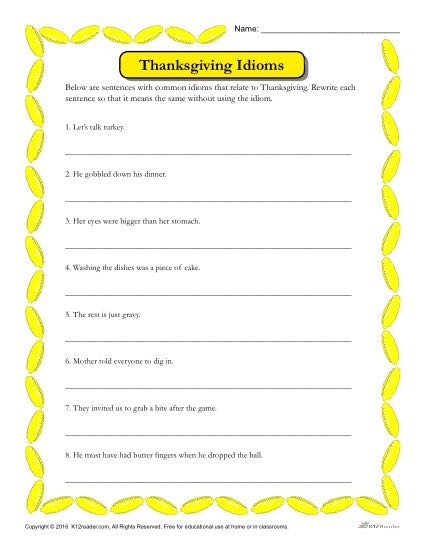 Name:
Thanksgiving Idioms
Below are sentences with common idioms that relate to Thanksgiving. Rewrite each
sentence so that it means the same without using the idiom.
1. Let's talk turkey.
2. He gobbled down his dinner.
3. Her eyes were bigger than her stomach.
4. Washing the dishes was a piece of cake.
5. The rest is just gravy.
6. Mother told everyone to dig in.
7. They invited us to grab a bite after the game.
8. He must have had butter fingers when he dropped the ball.
Copyright © 2016 K12reader.com. All Rights Reserved. Free for educational use at home or in classrooms.
K12READER